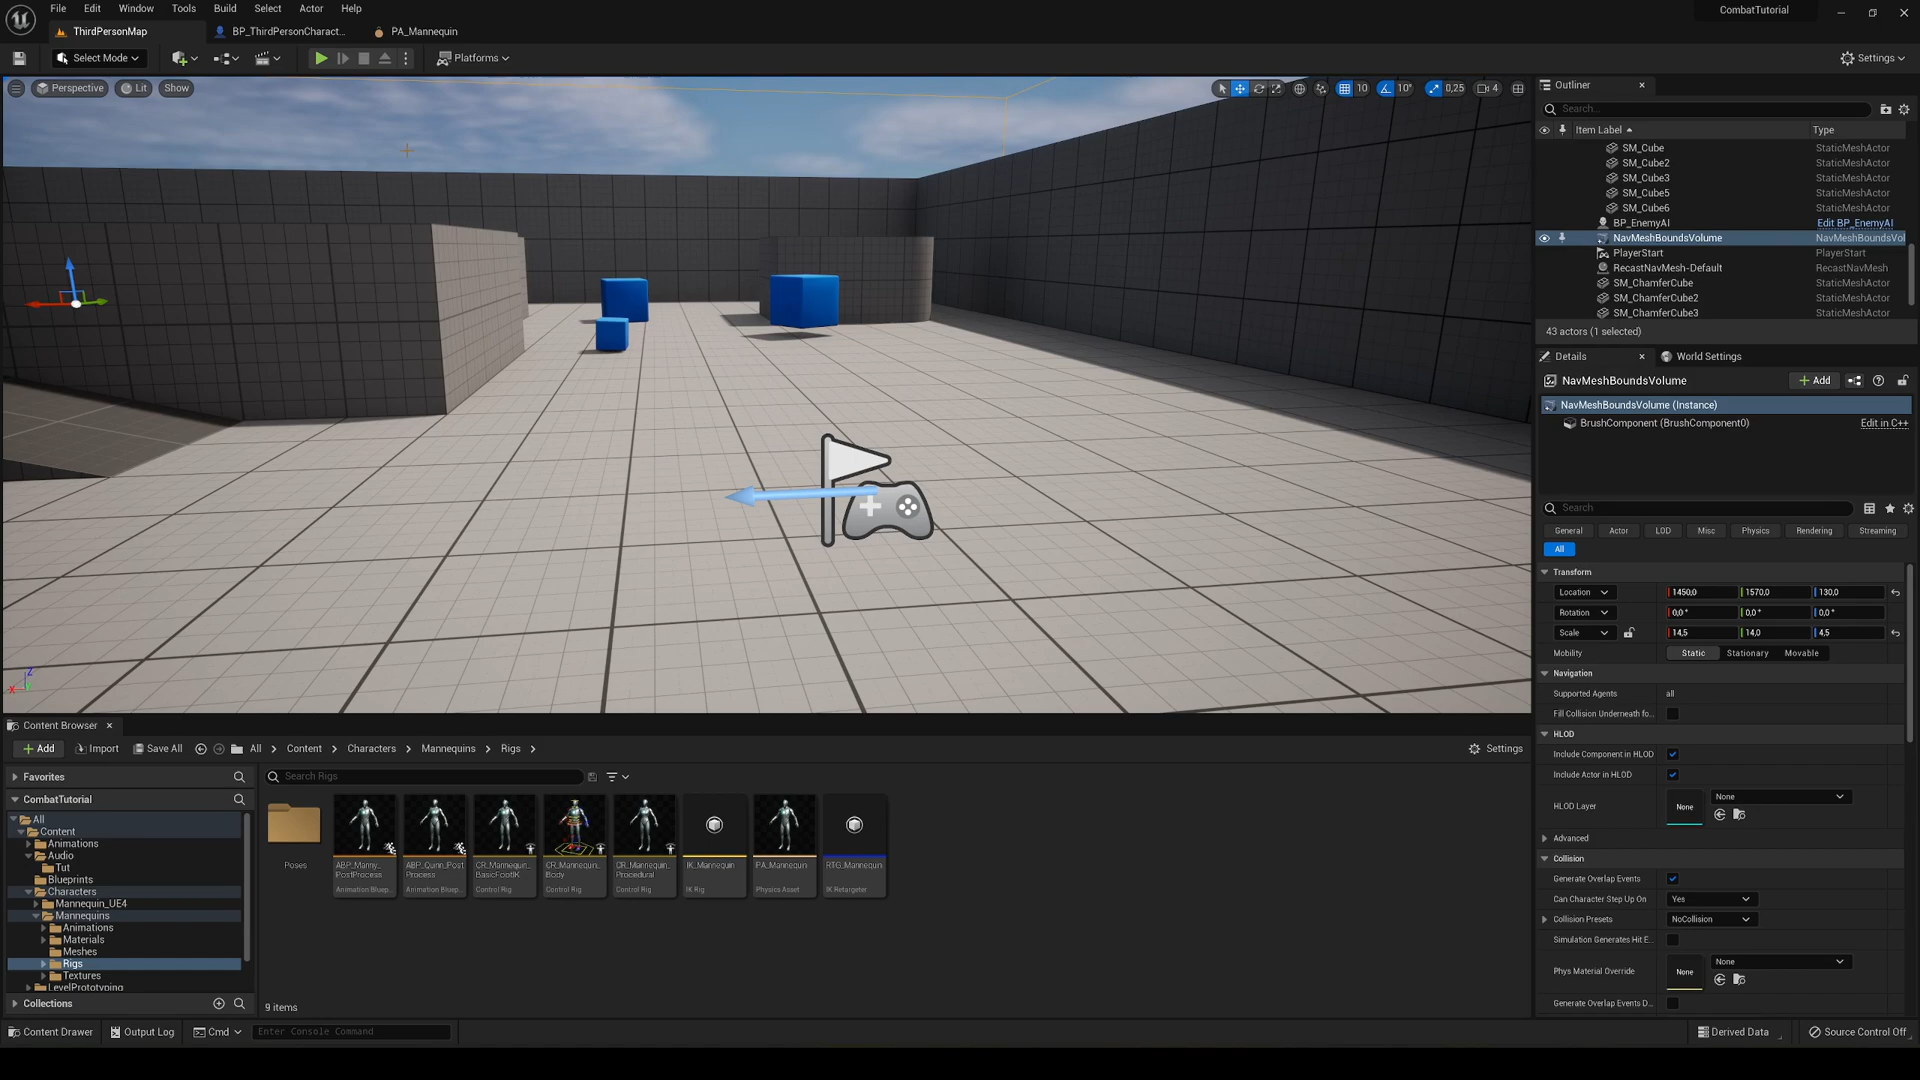 File Edit Window Tools Build Select Actor Help
CombatTutorial
ThirdPersonMap
BP_ThirdPersonCharact...
PA_Mannequin
Select Mode
Platforms
Settings
Perspective
Lit
Show
10
10°
0,25
4
Outliner
Search...
Item Label
Type
SM_Cube StaticMeshActor
SM_Cube2 StaticMeshActor
SM_Cube3 StaticMeshActor
SM_Cube5 StaticMeshActor
SM_Cube6 StaticMeshActor
BP_EnemyAI Edit BP_EnemyAI
NavMeshBoundsVolume NavMeshBoundsVol
PlayerStart PlayerStart
RecastNavMesh-Default RecastNavMesh
SM_ChamferCube StaticMeshActor
SM_ChamferCube2 StaticMeshActor
SM_ChamferCube3 StaticMeshActor
43 actors (1 selected)
Details
World Settings
NavMeshBoundsVolume
Add
NavMeshBoundsVolume (Instance)
BrushComponent (BrushComponent0)
Edit in C++
Search
General Actor LOD Misc Physics Rendering Streaming
All
Transform
Location 1450,0 1570,0 130,0
Rotation 0,0 ° 0,0 ° 0,0 °
Scale 14,5 14,0 4,5
Mobility Static Stationary Movable
Navigation
Supported Agents all
Fill Collision Underneath fo...
HLOD
Include Component in HLOD
Include Actor in HLOD
HLOD Layer None None
Advanced
Collision
Generate Overlap Events
Can Character Step Up On Yes
Collision Presets NoCollision
Simulation Generates Hit E...
Phys Material Override None None
Generate Overlap Events D...
Z
X
Content Browser
Add Import Save All All Content Characters Mannequins Rigs
Settings
Favorites
CombatTutorial
All
Content
Animations
Audio
Tut
Blueprints
Characters
Mannequin_UE4
Mannequins
Animations
Materials
Meshes
Rigs
Textures
LevelPrototyping
Collections
Search Rigs
Poses
ABP_Manny_
PostProcess
Animation Bluep...
ABP_Quinn_Post
Process
Animation Bluep...
CR_Mannequin_
BasicFootIK
Control Rig
CR_Mannequin_
Body
Control Rig
CR_Mannequin_
Procedural
Control Rig
IK_Mannequin
IK Rig
PA_Mannequin
Physics Asset
RTG_Mannequin
IK Retargeter
9 items
Content Drawer
Output Log
Cmd
Enter Console Command
Derived Data
Source Control Off